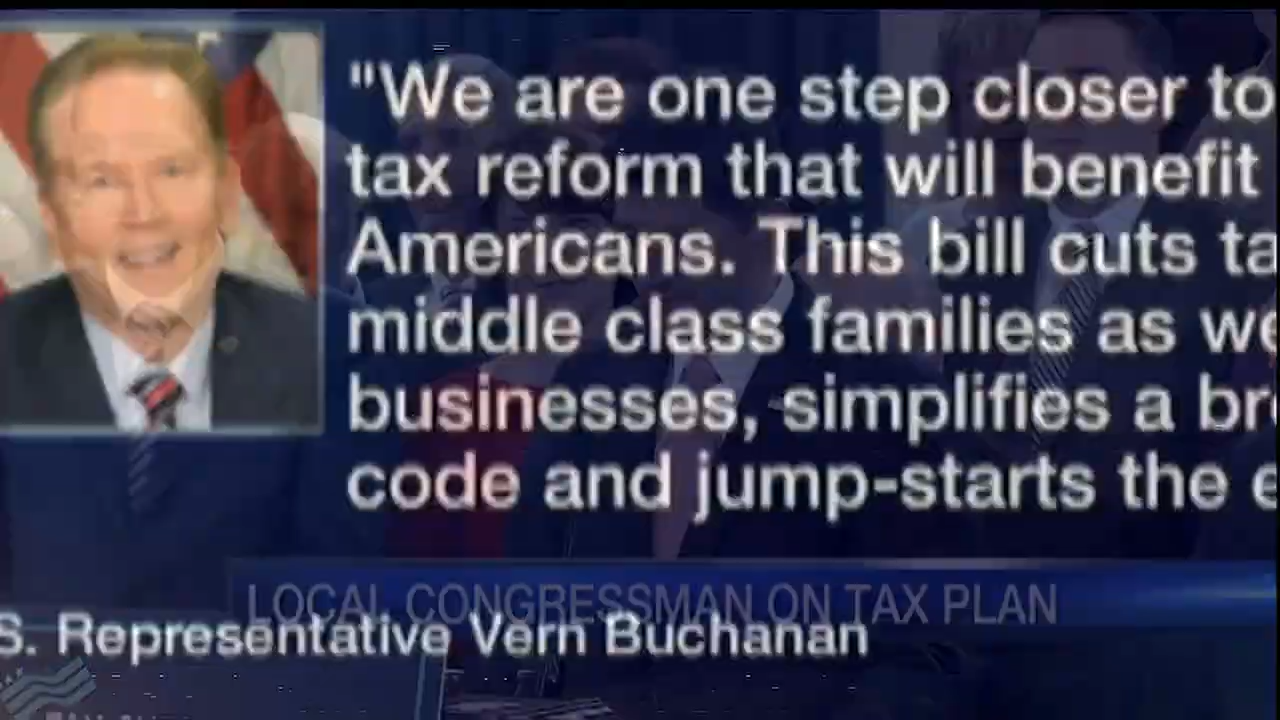 "We are one step closer to
tax reform that will benefit
Americans. This bill cuts ta
middle class families as we
businesses, simplifies a bro
code and jump-starts the e
LOCAL CONGRESSMAN ON TAX PLAN
S. Representative Vern Buchanan